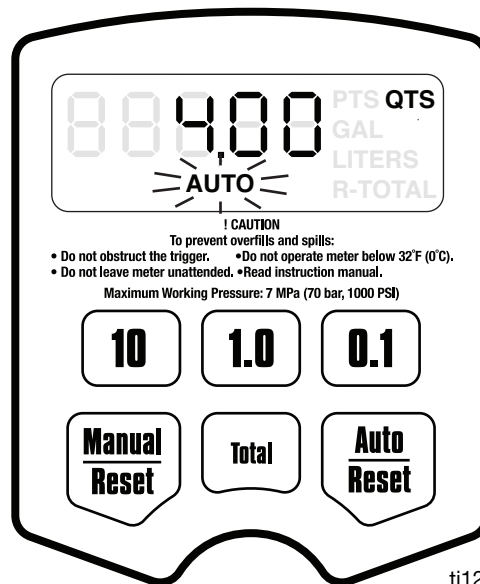 4.00 PTS QTS
GAL
LITERS
AUTO R-TOTAL
! CAUTION
To prevent overfills and spills:
• Do not obstruct the trigger. •Do not operate meter below 32°F (0°C).
• Do not leave meter unattended. •Read instruction manual.
Maximum Working Pressure: 7 MPa (70 bar, 1000 PSI)
10 1.0 0.1
Manual Total Auto
Reset Reset
ti12